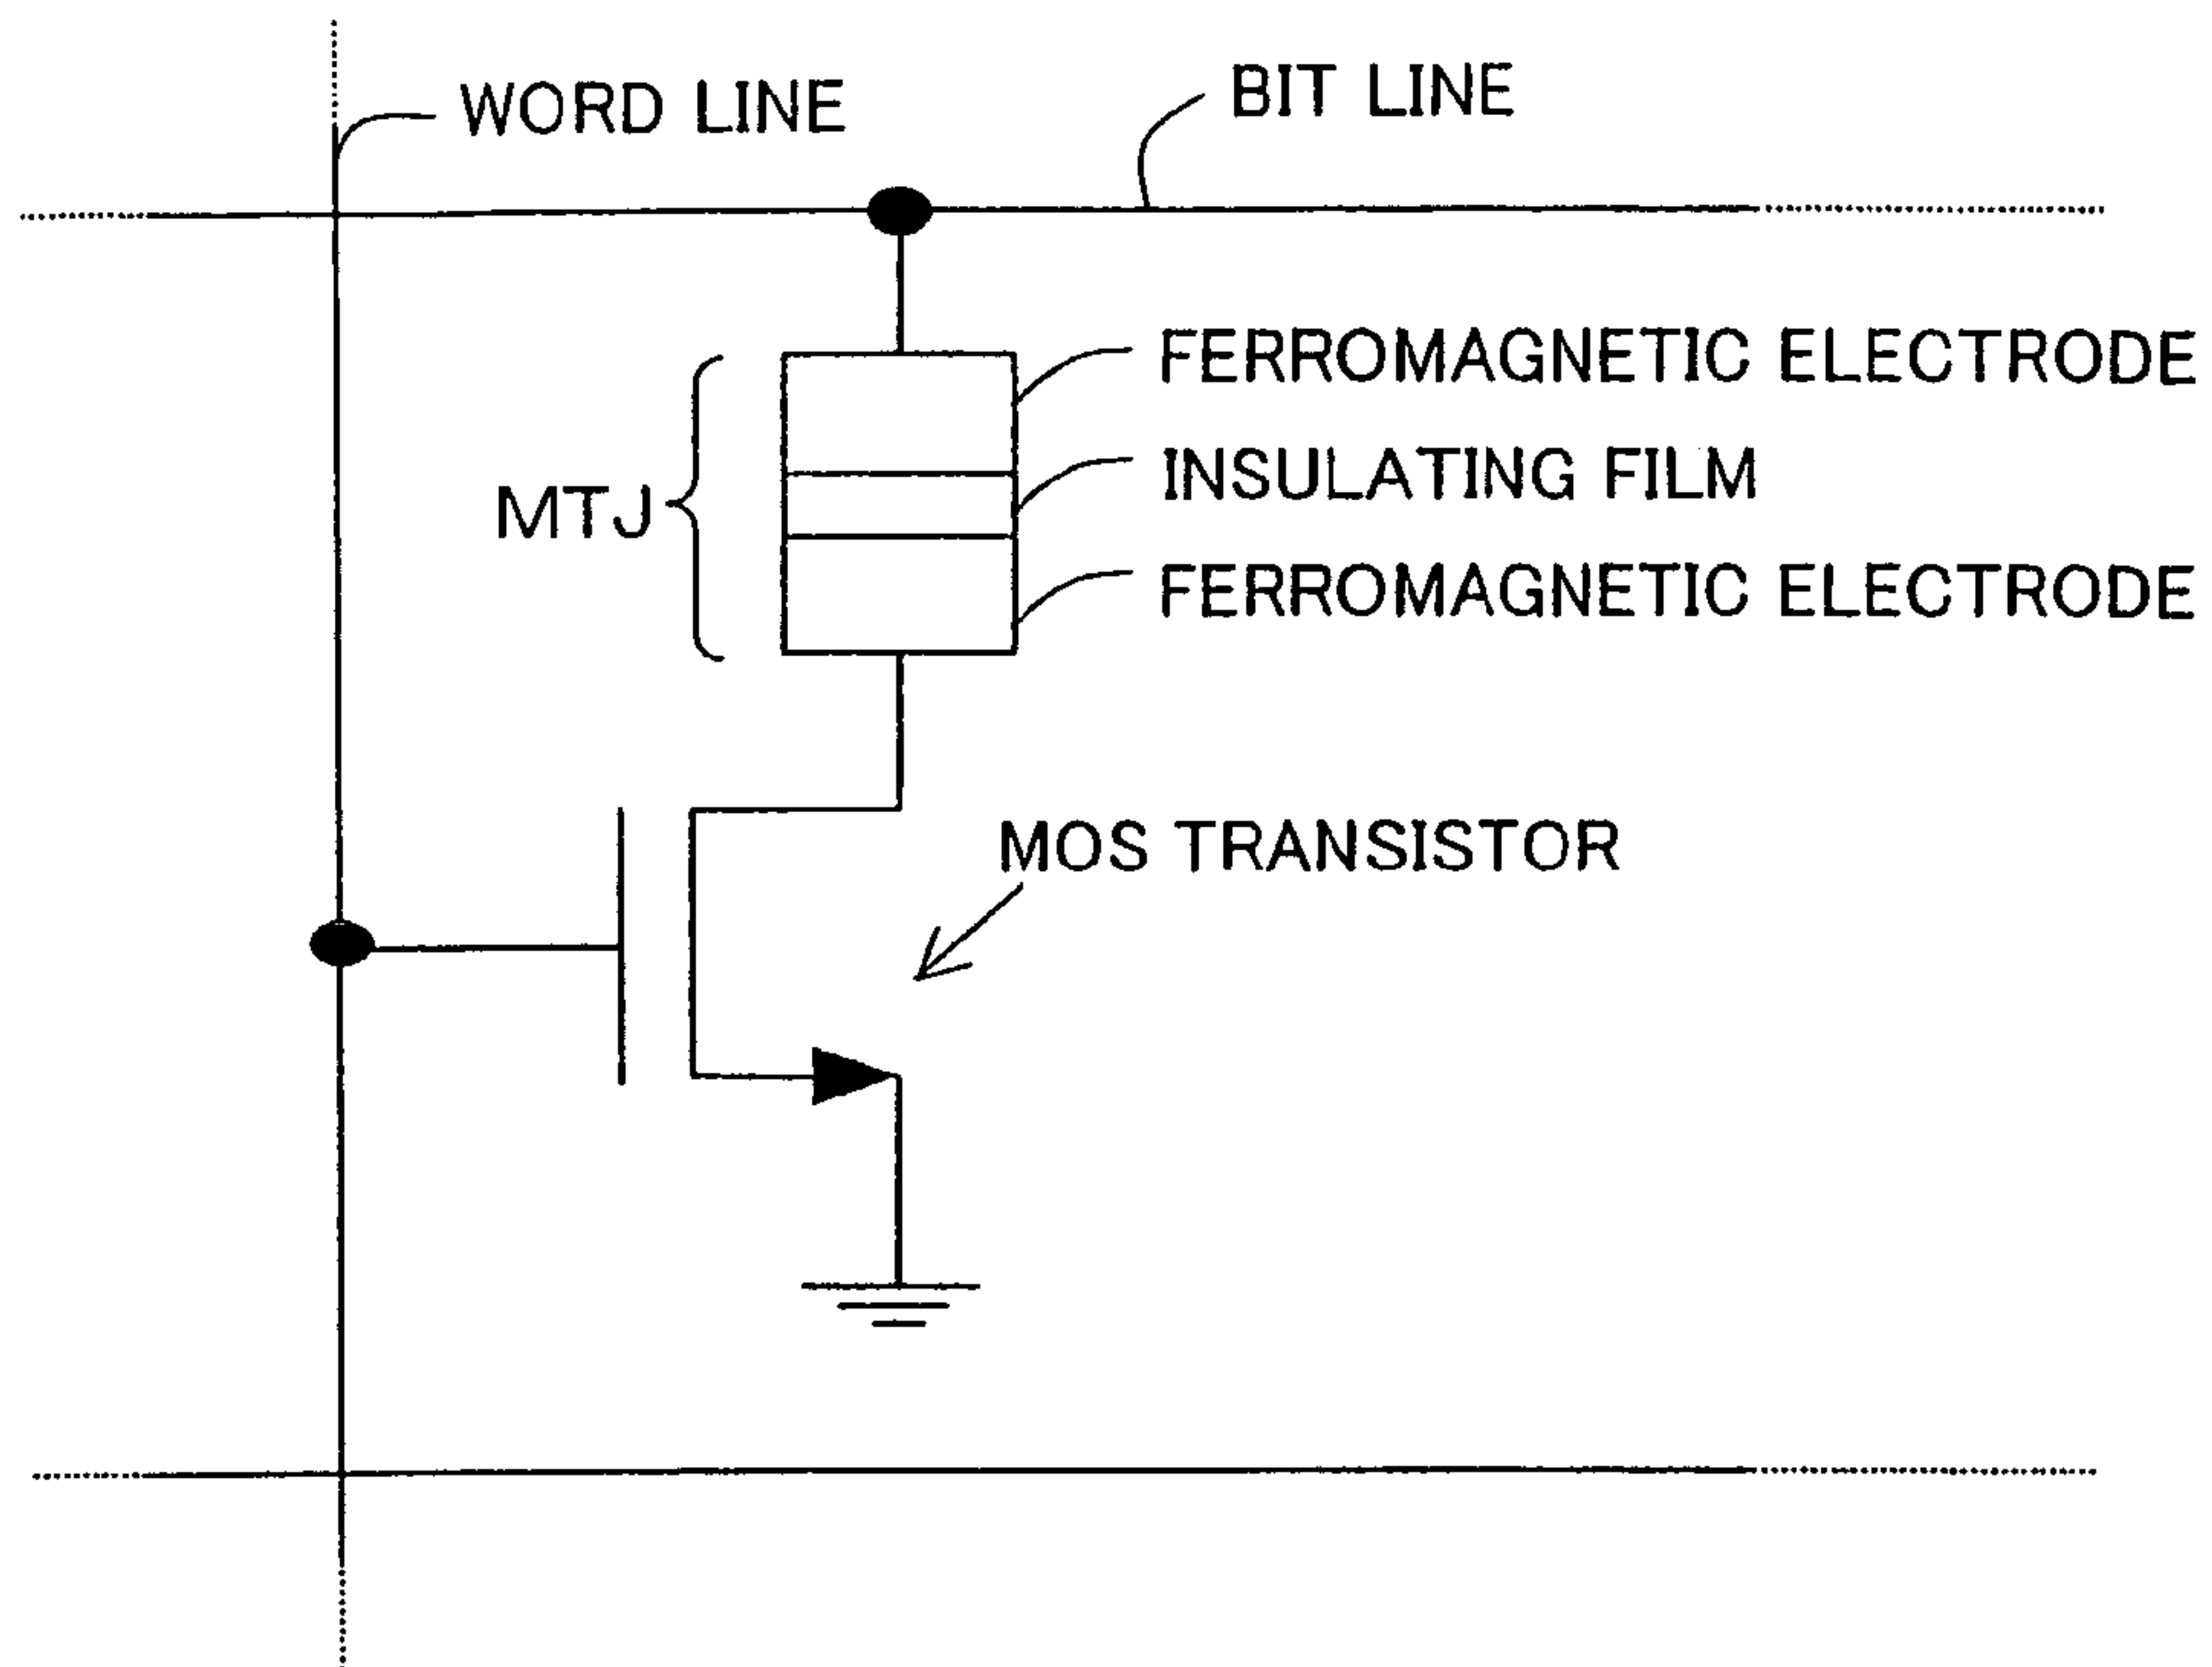 WORD LINE
BIT LINE
FERROMAGNETIC ELECTRODE
INSULATING FILM
MTJ
FERROMAGNETIC ELECTRODE
MOS TRANSISTOR